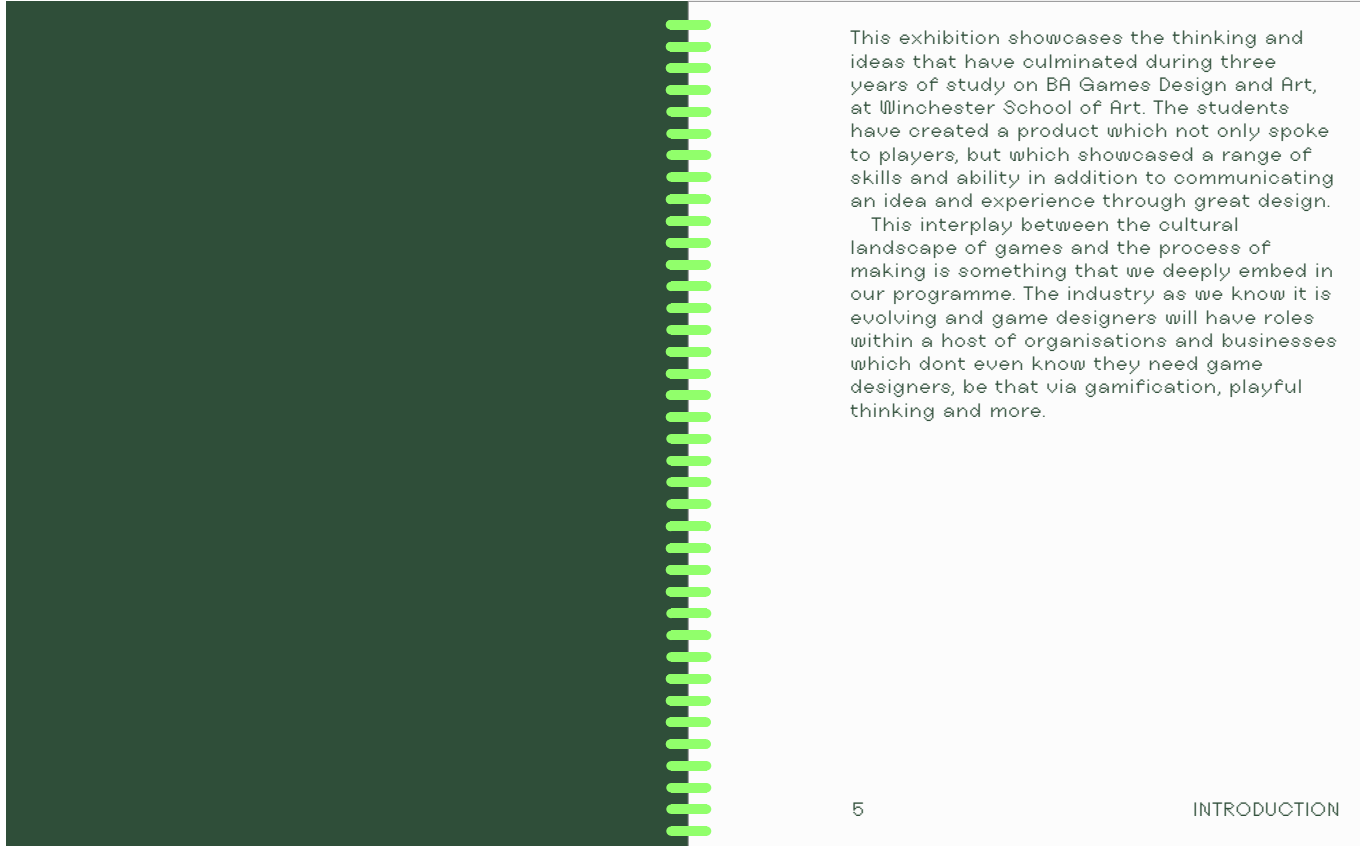 This exhibition showcases the thinking and
ideas that have culminated during three
years of study on BA Games Design and Art,
at Winchester School of Art. The students
have created a product which not only spoke
to players, but which showcased a range of
skills and ability in addition to communicating
an idea and experience through great design.
This interplay between the cultural
landscape of games and the process of
making is something that we deeply embed in
our programme. The industry as we know it is
evolving and game designers will have roles
within a host of organisations and businesses
which dont even know they need game
designers, be that via gamification, playful
thinking and more.
5
INTRODUCTION